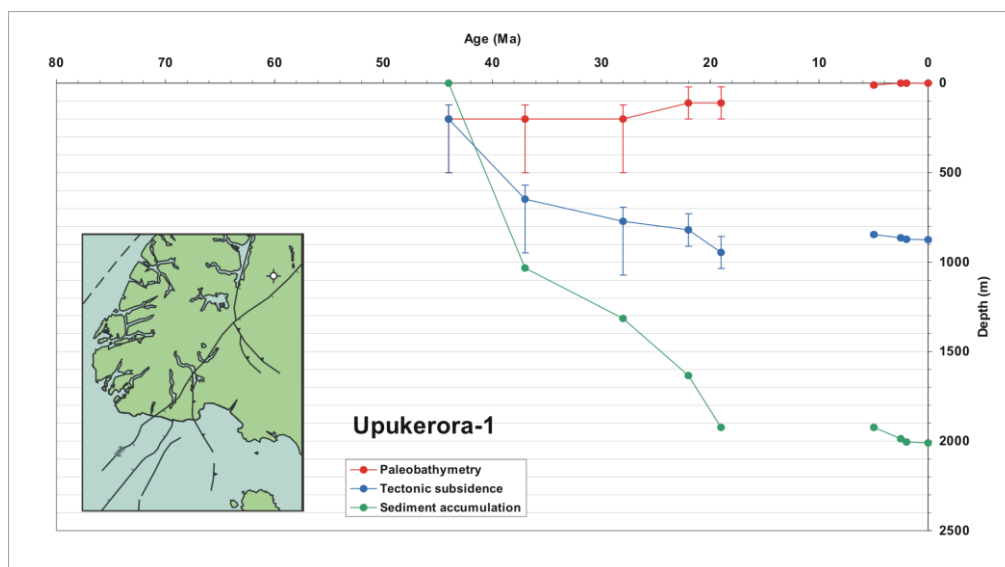 Age (Ma)
80 70 60 50 40 30 20 10 0
0
500
1000
1500
2000
2500
Depth (m)
Upukerora-1
Paleobathymetry
Tectonic subsidence
Sediment accumulation